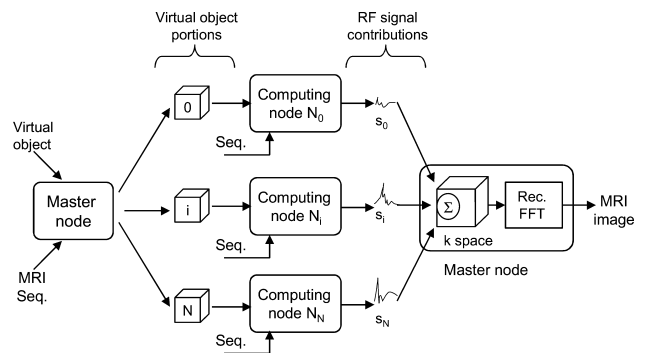 Virtual object
portions
RF signal
contributions
Virtual
object
Master
node
MRI
Seq.
0
Computing
node N0
Seq.
s0
i
Computing
node Ni
Seq.
si
N
Computing
node NN
Seq.
sN
Σ
k space
Rec.
FFT
Master node
MRI
image